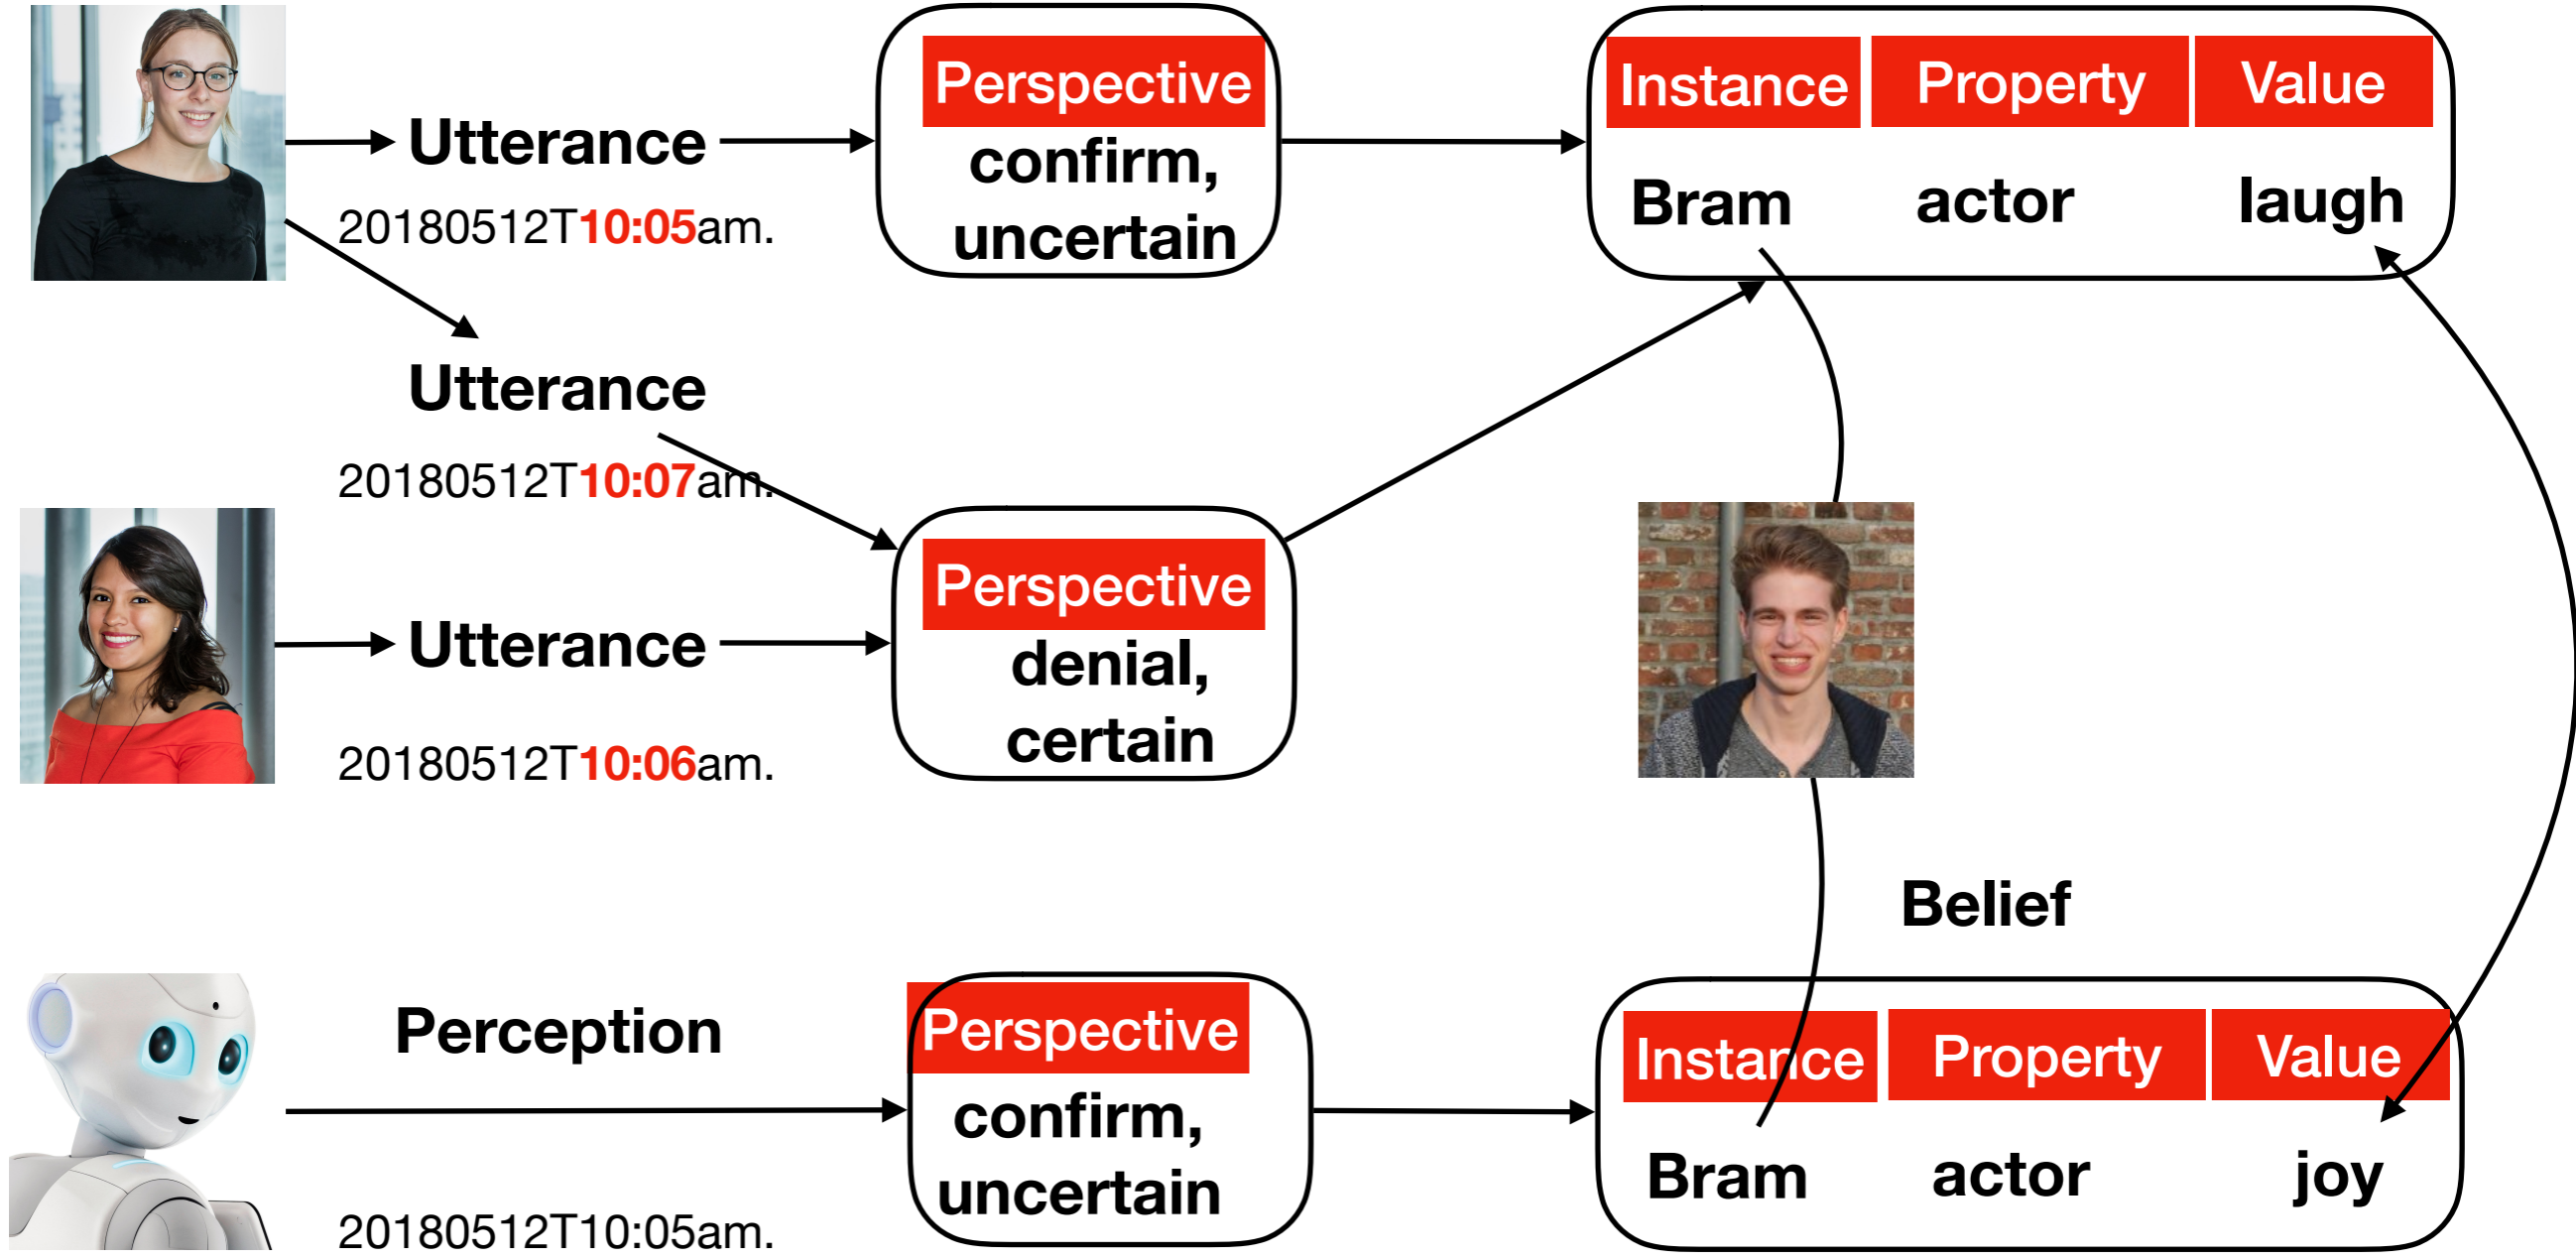 Perspective
Instance Property Value
Utterance
confirm,
uncertain
Bram actor laugh
20180512T10:05am.
Utterance
20180512T10:07am.
Perspective
Utterance
denial,
certain
20180512T10:06am.
Belief
Perception
Perspective
Instance Property Value
confirm,
uncertain
Bram actor joy
20180512T10:05am.